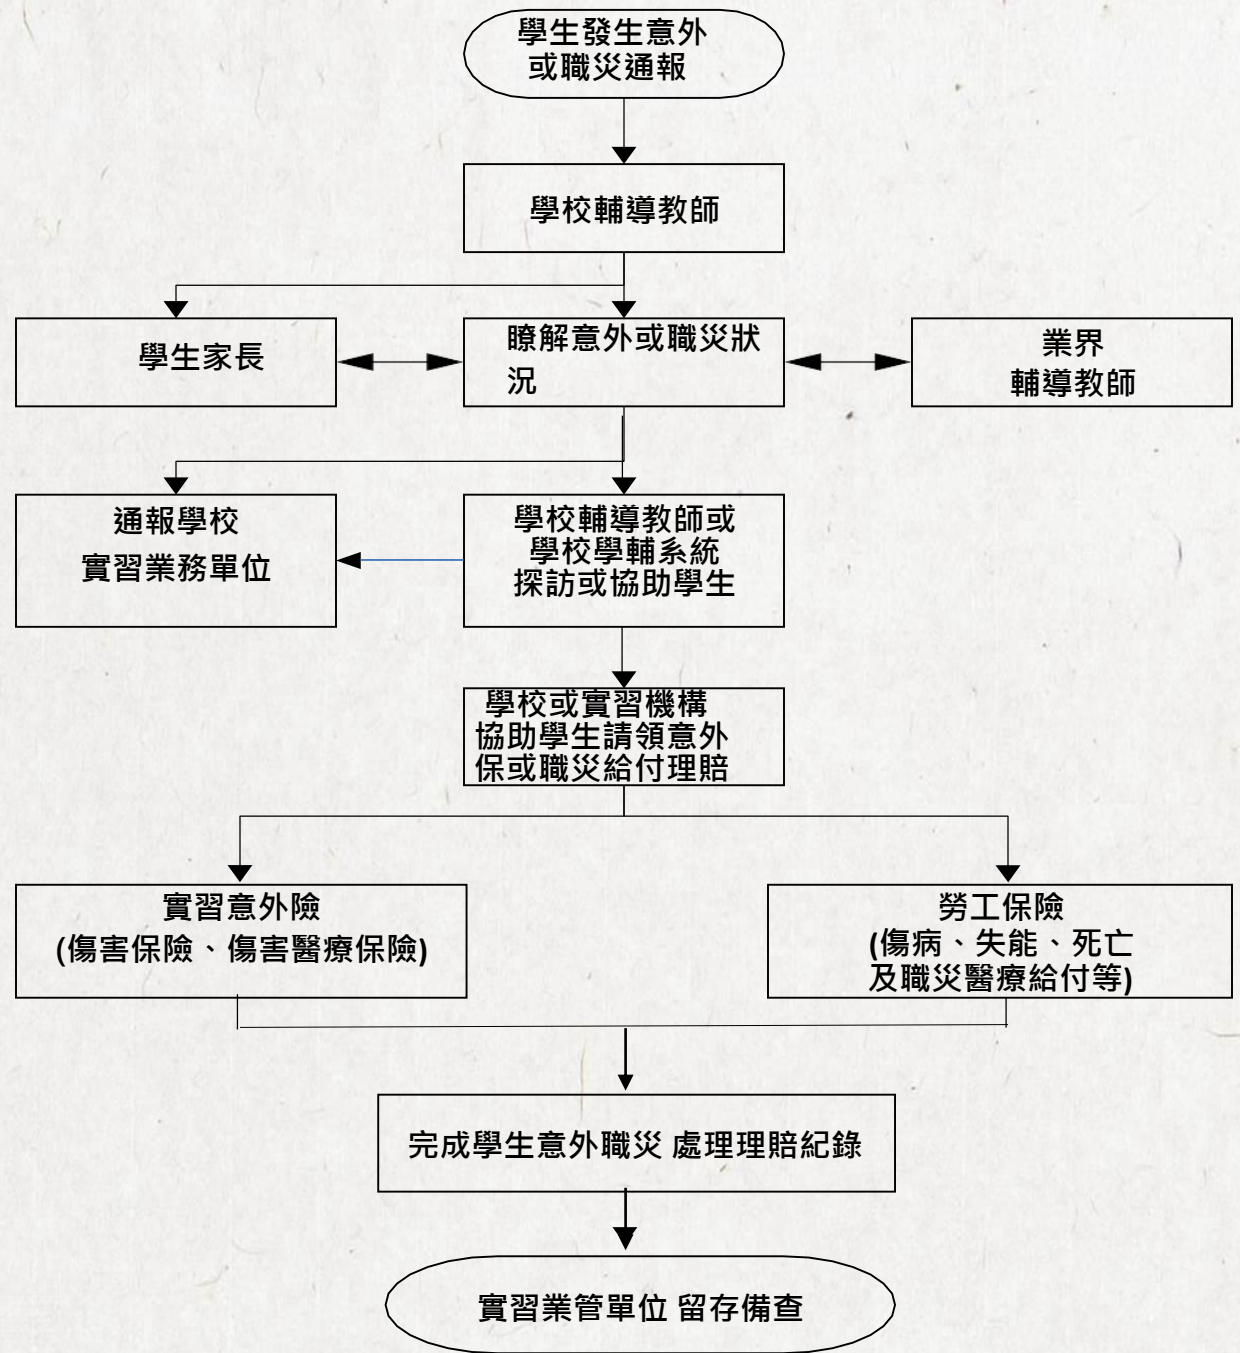 學生發生意外
或職災通報
學校輔導教師
學生家長
瞭解意外或職災狀
況
業界
輔導教師
通報學校
實習業務單位
學校輔導教師或
學校學輔系統
探訪或協助學生
學校或實習機構
協助學生請領意外
保或職災給付理賠
實習意外險
(傷害保險、傷害醫療保險)
勞工保險
(傷病、失能、死亡
及職災醫療給付等)
完成學生意外職災 處理理賠紀錄
實習業管單位 留存備查